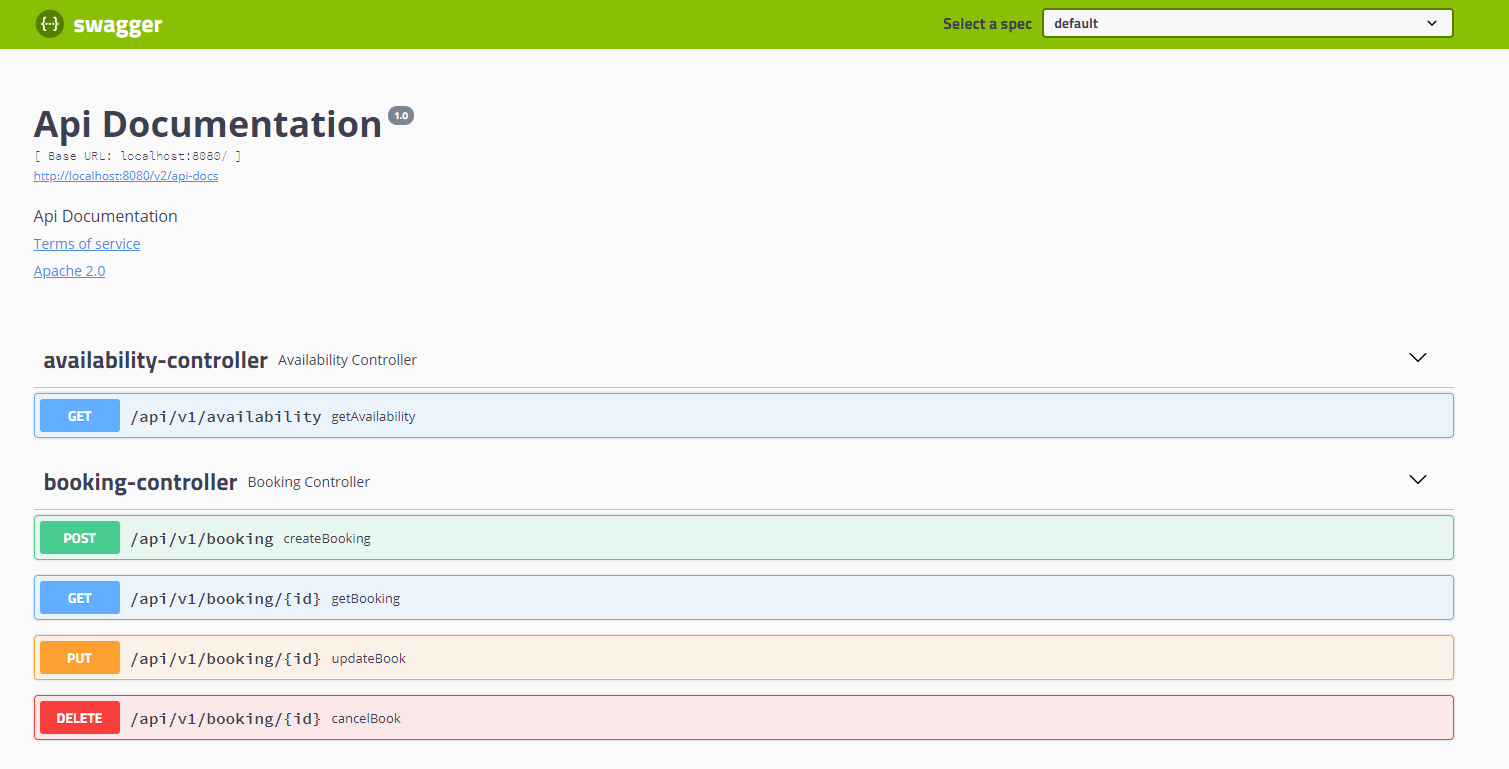 swagger
Select a spec default
Api Documentation 1.0
[ Base URL: localhost:8080/ ]
http://localhost:8080/v2/api-docs
Api Documentation
Terms of service
Apache 2.0
availability-controller Availability Controller
GET /api/v1/availability getAvailability
booking-controller Booking Controller
POST /api/v1/booking createBooking
GET /api/v1/booking/{id} getBooking
PUT /api/v1/booking/{id} updateBook
DELETE /api/v1/booking/{id} cancelBook